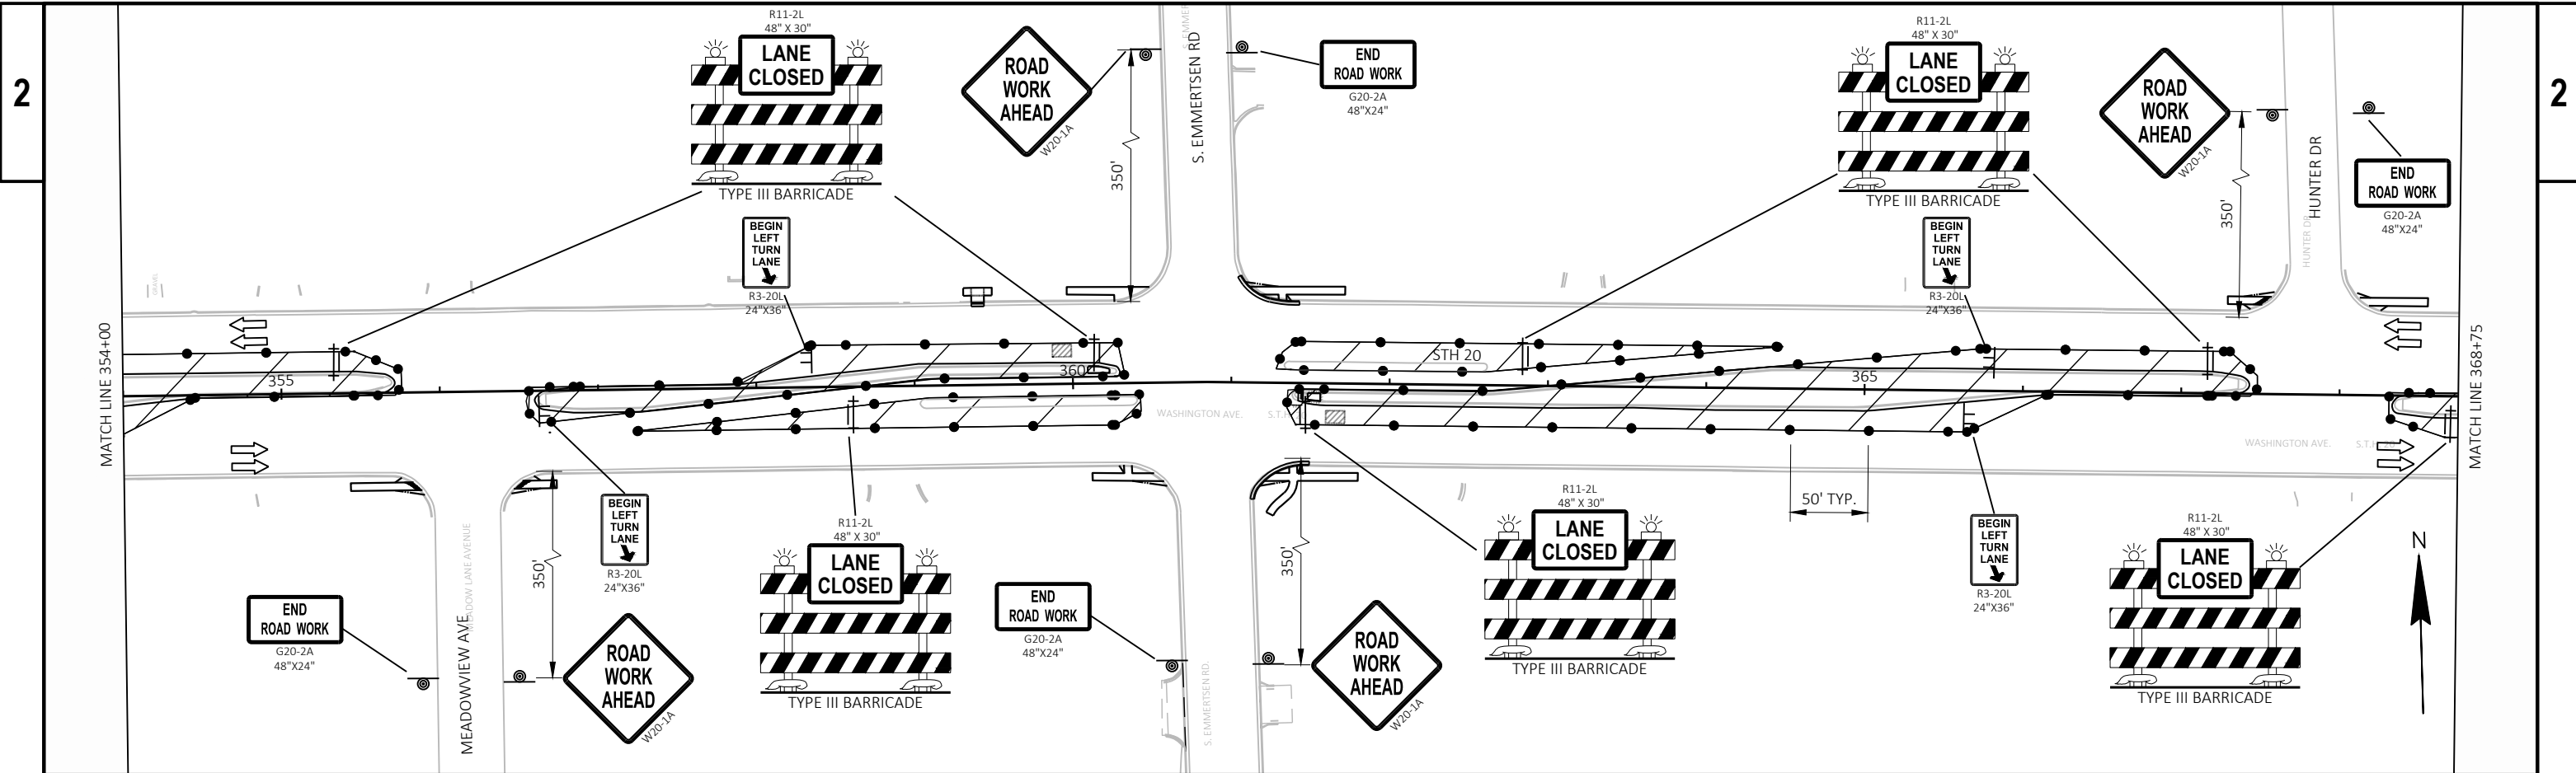 2
2
R11-2L
48" X 30"
LANE
CLOSED
TYPE III BARRICADE
ROAD
WORK
AHEAD
W20-1A
350'
S. EMMERTSEN RD
END
ROAD WORK
G20-2A
48"X24"
R11-2L
48" X 30"
LANE
CLOSED
TYPE III BARRICADE
ROAD
WORK
AHEAD
W20-1A
350'
HUNTER DR
HUNTER DR
END
ROAD WORK
G20-2A
48"X24"
BEGIN
LEFT
TURN
LANE
R3-20L
24"X36"
BEGIN
LEFT
TURN
LANE
R3-20L
24"X36"
MATCH LINE 354+00
355
360
STH 20
365
WASHINGTON AVE.
WASHINGTON AVE.
MATCH LINE 368+75
END
ROAD WORK
G20-2A
48"X24"
MEADOWVIEW AVE
MEADOW LANE AVENUE
350'
BEGIN
LEFT
TURN
LANE
R3-20L
24"X36"
ROAD
WORK
AHEAD
W20-1A
R11-2L
48" X 30"
LANE
CLOSED
TYPE III BARRICADE
END
ROAD WORK
G20-2A
48"X24"
S. EMMERTSEN RD.
350'
ROAD
WORK
AHEAD
W20-1A
R11-2L
48" X 30"
LANE
CLOSED
TYPE III BARRICADE
50' TYP.
BEGIN
LEFT
TURN
LANE
R3-20L
24"X36"
R11-2L
48" X 30"
LANE
CLOSED
TYPE III BARRICADE
N